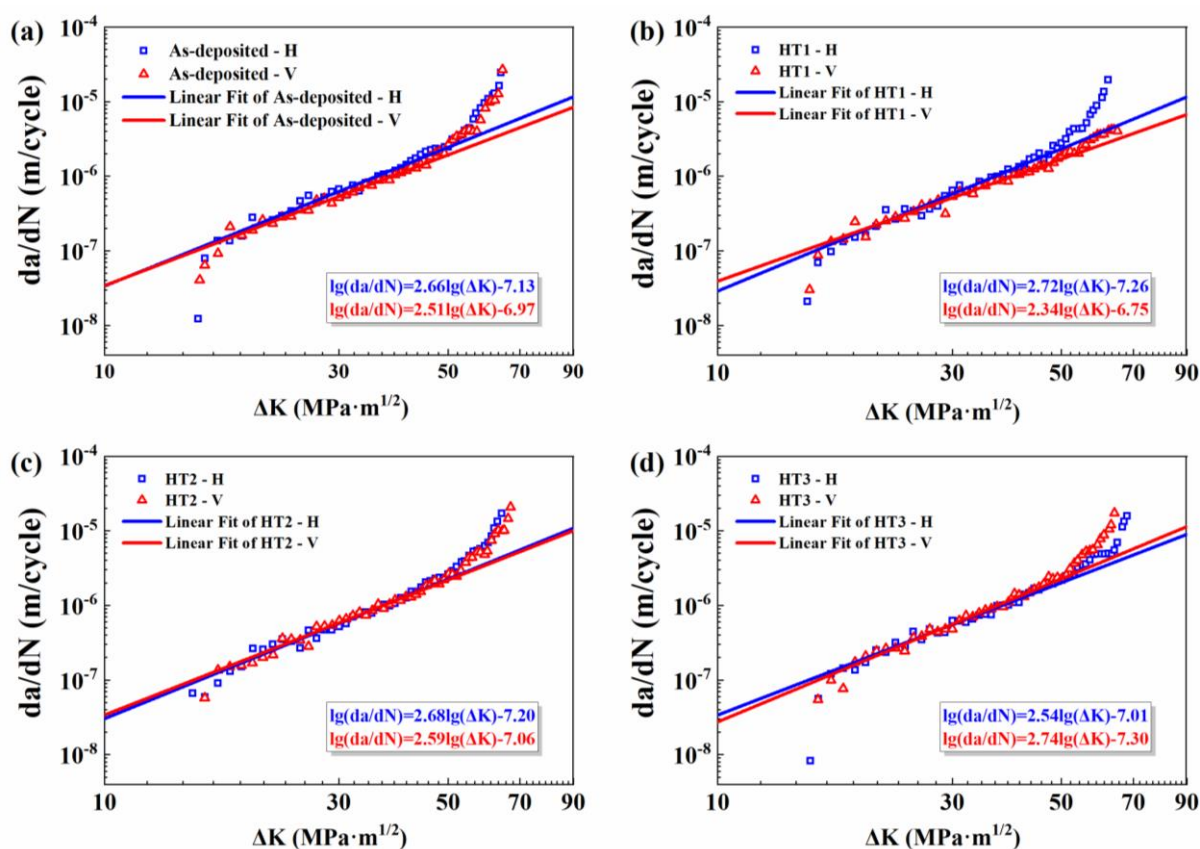 (a)
As-deposited - H
As-deposited - V
Linear Fit of As-deposited - H
Linear Fit of As-deposited - V
da/dN (m/cycle)
10⁻⁴
10⁻⁵
10⁻⁶
10⁻⁷
10⁻⁸
lg(da/dN)=2.66lg(ΔK)-7.13
lg(da/dN)=2.51lg(ΔK)-6.97
10 30 50 70 90
ΔK (MPa·m¹/²)
(b)
HT1 - H
HT1 - V
Linear Fit of HT1 - H
Linear Fit of HT1 - V
da/dN (m/cycle)
10⁻⁴
10⁻⁵
10⁻⁶
10⁻⁷
10⁻⁸
lg(da/dN)=2.72lg(ΔK)-7.26
lg(da/dN)=2.34lg(ΔK)-6.75
10 30 50 70 90
ΔK (MPa·m¹/²)
(c)
HT2 - H
HT2 - V
Linear Fit of HT2 - H
Linear Fit of HT2 - V
da/dN (m/cycle)
10⁻⁴
10⁻⁵
10⁻⁶
10⁻⁷
10⁻⁸
lg(da/dN)=2.68lg(ΔK)-7.20
lg(da/dN)=2.59lg(ΔK)-7.06
10 30 50 70 90
ΔK (MPa·m¹/²)
(d)
HT3 - H
HT3 - V
Linear Fit of HT3 - H
Linear Fit of HT3 - V
da/dN (m/cycle)
10⁻⁴
10⁻⁵
10⁻⁶
10⁻⁷
10⁻⁸
lg(da/dN)=2.54lg(ΔK)-7.01
lg(da/dN)=2.74lg(ΔK)-7.30
10 30 50 70 90
ΔK (MPa·m¹/²)